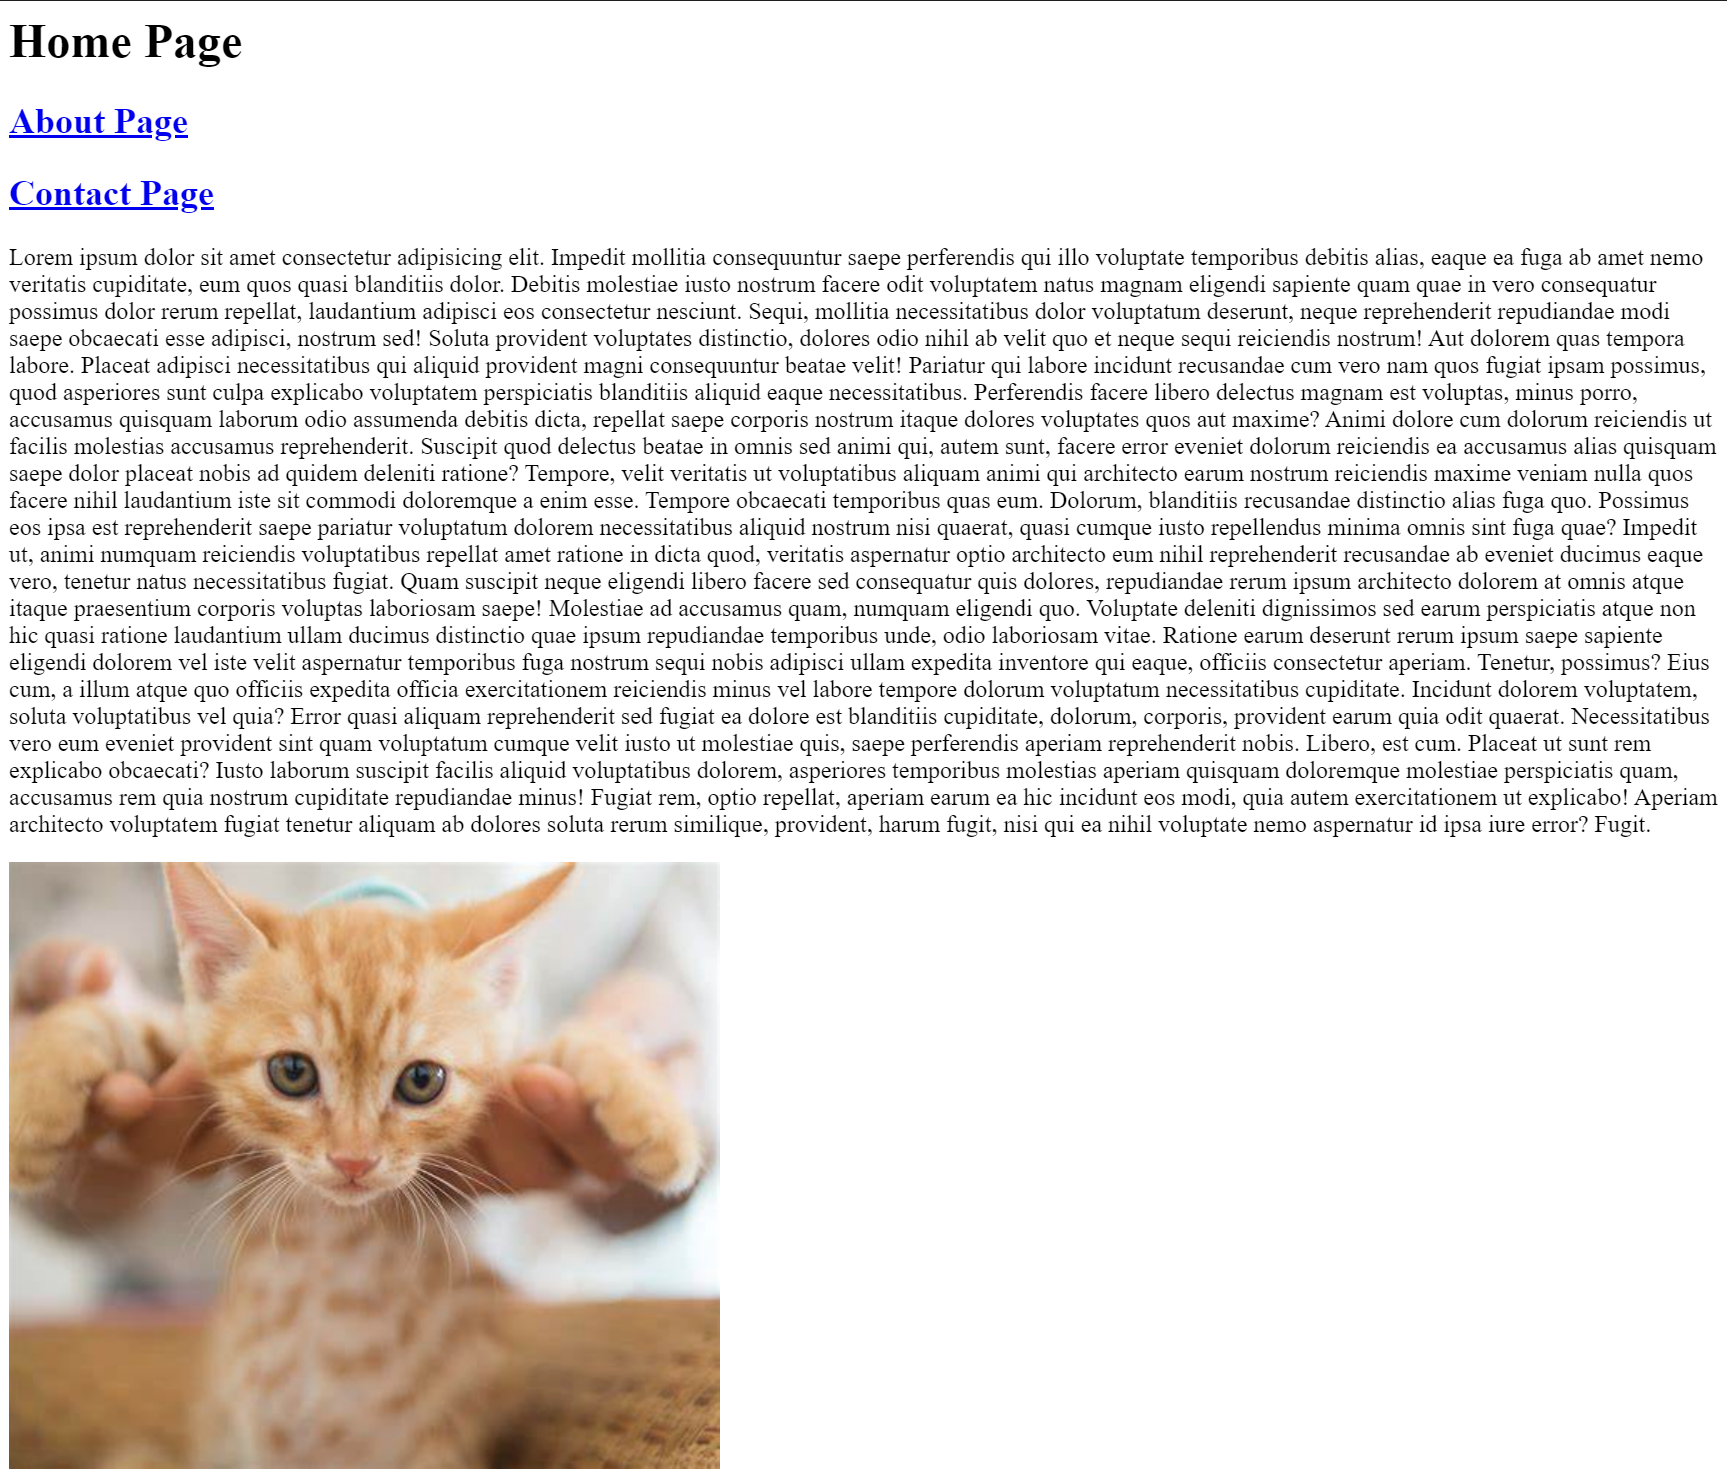 Home Page
About Page
Contact Page
Lorem ipsum dolor sit amet consectetur adipisicing elit. Impedit mollitia consequuntur saepe perferendis qui illo voluptate temporibus debitis alias, eaque ea fuga ab amet nemo
veritatis cupiditate, eum quos quasi blanditiis dolor. Debitis molestiae iusto nostrum facere odit voluptatem natus magnam eligendi sapiente quam quae in vero consequatur
possimus dolor rerum repellat, laudantium adipisci eos consectetur nesciunt. Sequi, mollitia necessitatibus dolor voluptatum deserunt, neque reprehenderit repudiandae modi
saepe obcaecati esse adipisci, nostrum sed! Soluta provident voluptates distinctio, dolores odio nihil ab velit quo et neque sequi reiciendis nostrum! Aut dolorem quas tempora
labore. Placeat adipisci necessitatibus qui aliquid provident magni consequuntur beatae velit! Pariatur qui labore incidunt recusandae cum vero nam quos fugiat ipsam possimus,
quod asperiores sunt culpa explicabo voluptatem perspiciatis blanditiis aliquid eaque necessitatibus. Perferendis facere libero delectus magnam est voluptas, minus porro,
accusamus quisquam laborum odio assumenda debitis dicta, repellat saepe corporis nostrum itaque dolores voluptates quos aut maxime? Animi dolore cum dolorum reiciendis ut
facilis molestias accusamus reprehenderit. Suscipit quod delectus beatae in omnis sed animi qui, autem sunt, facere error eveniet dolorum reiciendis ea accusamus alias quisquam
saepe dolor placeat nobis ad quidem deleniti ratione? Tempore, velit veritatis ut voluptatibus aliquam animi qui architecto earum nostrum reiciendis maxime veniam nulla quos
facere nihil laudantium iste sit commodi doloremque a enim esse. Tempore obcaecati temporibus quas eum. Dolorum, blanditiis recusandae distinctio alias fuga quo. Possimus
eos ipsa est reprehenderit saepe pariatur voluptatum dolorem necessitatibus aliquid nostrum nisi quaerat, quasi cumque iusto repellendus minima omnis sint fuga quae? Impedit
ut, animi numquam reiciendis voluptatibus repellat amet ratione in dicta quod, veritatis aspernatur optio architecto eum nihil reprehenderit recusandae ab eveniet ducimus eaque
vero, tenetur natus necessitatibus fugiat. Quam suscipit neque eligendi libero facere sed consequatur quis dolores, repudiandae rerum ipsum architecto dolorem at omnis atque
itaque praesentium corporis voluptas laboriosam saepe! Molestiae ad accusamus quam, numquam eligendi quo. Voluptate deleniti dignissimos sed earum perspiciatis atque non
hic quasi ratione laudantium ullam ducimus distinctio quae ipsum repudiandae temporibus unde, odio laboriosam vitae. Ratione earum deserunt rerum ipsum saepe sapiente
eligendi dolorem vel iste velit aspernatur temporibus fuga nostrum sequi nobis adipisci ullam expedita inventore qui eaque, officiis consectetur aperiam. Tenetur, possimus? Eius
cum, a illum atque quo officiis expedita officia exercitationem reiciendis minus vel labore tempore dolorum voluptatum necessitatibus cupiditate. Incidunt dolorem voluptatem,
soluta voluptatibus vel quia? Error quasi aliquam reprehenderit sed fugiat ea dolore est blanditiis cupiditate, dolorum, corporis, provident earum quia odit quaerat. Necessitatibus
vero eum eveniet provident sint quam voluptatum cumque velit iusto ut molestiae quis, saepe perferendis aperiam reprehenderit nobis. Libero, est cum. Placeat ut sunt rem
explicabo obcaecati? Iusto laborum suscipit facilis aliquid voluptatibus dolorem, asperiores temporibus molestias aperiam quisquam doloremque molestiae perspiciatis quam,
accusamus rem quia nostrum cupiditate repudiandae minus! Fugiat rem, optio repellat, aperiam earum ea hic incidunt eos modi, quia autem exercitationem ut explicabo! Aperiam
architecto voluptatem fugiat tenetur aliquam ab dolores soluta rerum similique, provident, harum fugit, nisi qui ea nihil voluptate nemo aspernatur id ipsa iure error? Fugit.